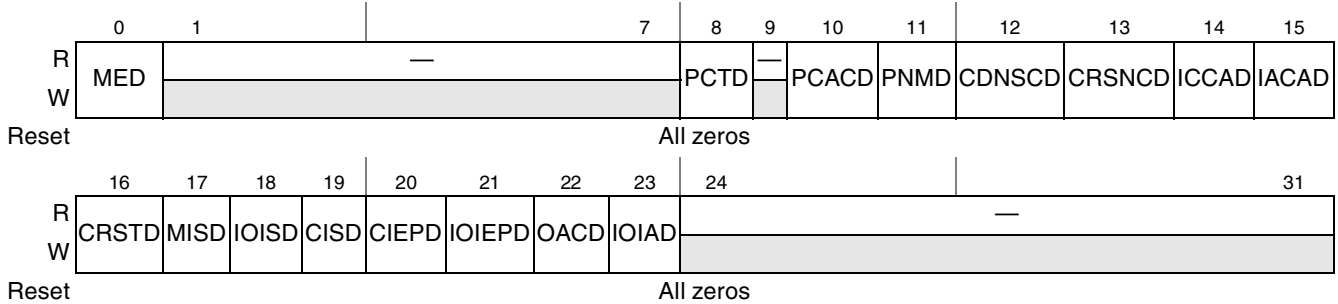 0 1 7 8 9 10 11 12 13 14 15
R MED — PCTD — PCACD PNMD CDNSCD CRSNCD ICCAD IACAD
W
Reset All zeros
16 17 18 19 20 21 22 23 24 31
R CRSTD MISD IOISD CISD CIEPD IOIEPD OACD IOIAD —
W
Reset All zeros